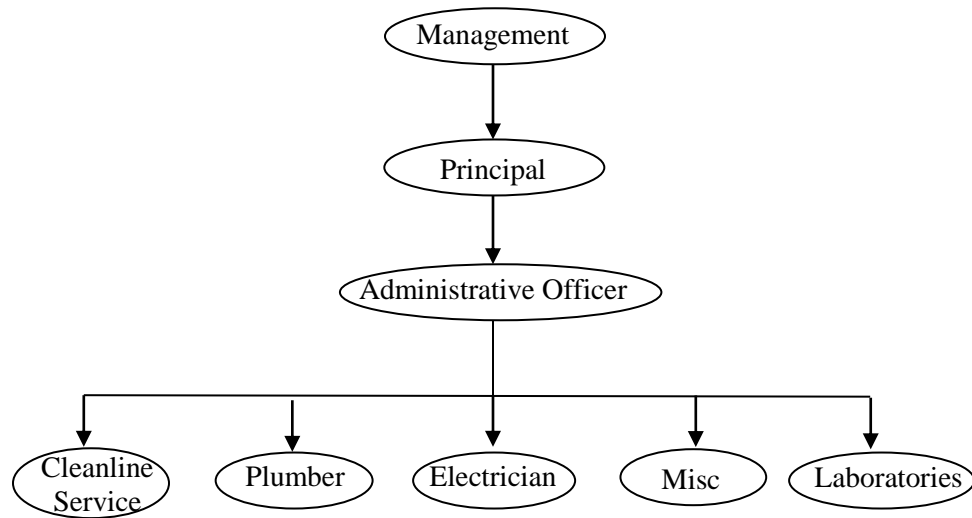 Management
Principal
Administrative Officer
Cleanline
Service
Plumber
Electrician
Misc
Laboratories